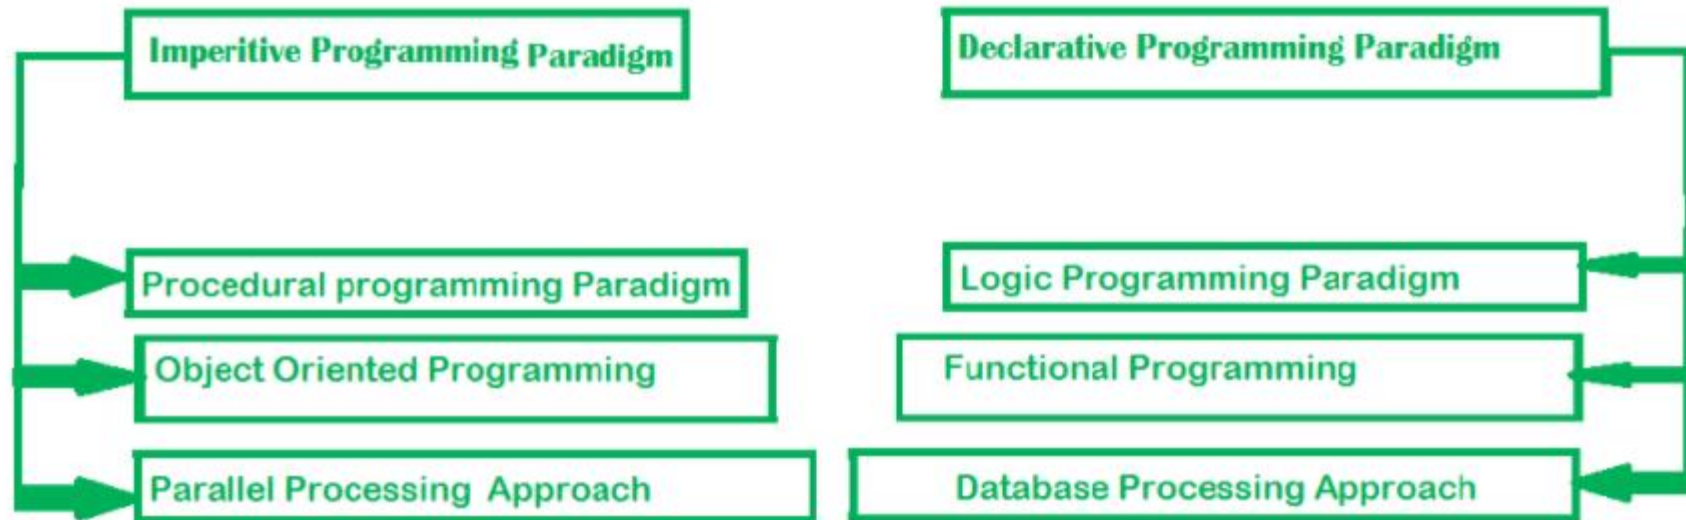 Imperitive Programming Paradigm
Declarative Programming Paradigm
Procedural programming Paradigm
Logic Programming Paradigm
Object Oriented Programming
Functional Programming
Parallel Processing Approach
Database Processing Approach